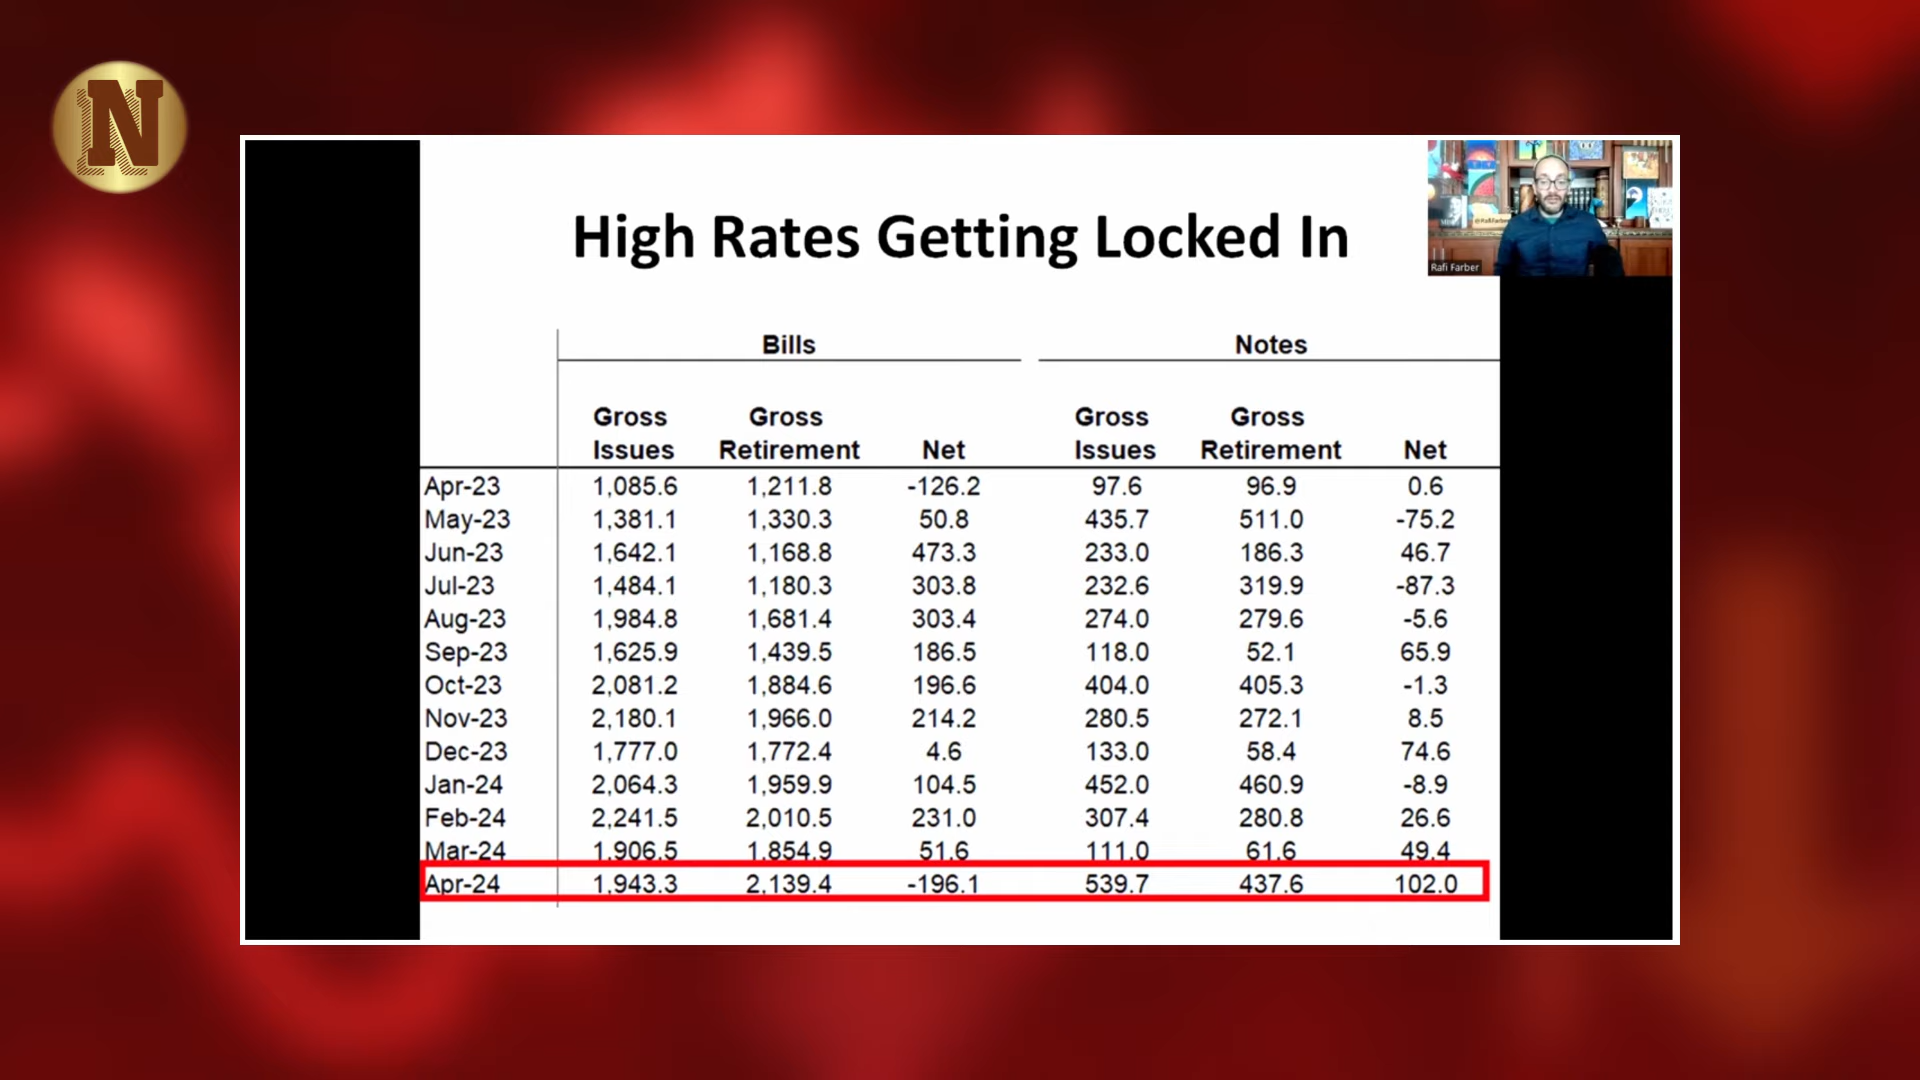 N
High Rates Getting Locked In
Rafi Farber
Bills Notes
Gross Gross Gross Gross
Issues Retirement Net Issues Retirement Net
Apr-23 1,085.6 1,211.8 -126.2 97.6 96.9 0.6
May-23 1,381.1 1,330.3 50.8 435.7 511.0 -75.2
Jun-23 1,642.1 1,168.8 473.3 233.0 186.3 46.7
Jul-23 1,484.1 1,180.3 303.8 232.6 319.9 -87.3
Aug-23 1,984.8 1,681.4 303.4 274.0 279.6 -5.6
Sep-23 1,625.9 1,439.5 186.5 118.0 52.1 65.9
Oct-23 2,081.2 1,884.6 196.6 404.0 405.3 -1.3
Nov-23 2,180.1 1,966.0 214.2 280.5 272.1 8.5
Dec-23 1,777.0 1,772.4 4.6 133.0 58.4 74.6
Jan-24 2,064.3 1,959.9 104.5 452.0 460.9 -8.9
Feb-24 2,241.5 2,010.5 231.0 307.4 280.8 26.6
Mar-24 1,906.5 1,854.9 51.6 111.0 61.6 49.4
Apr-24 1,943.3 2,139.4 -196.1 539.7 437.6 102.0